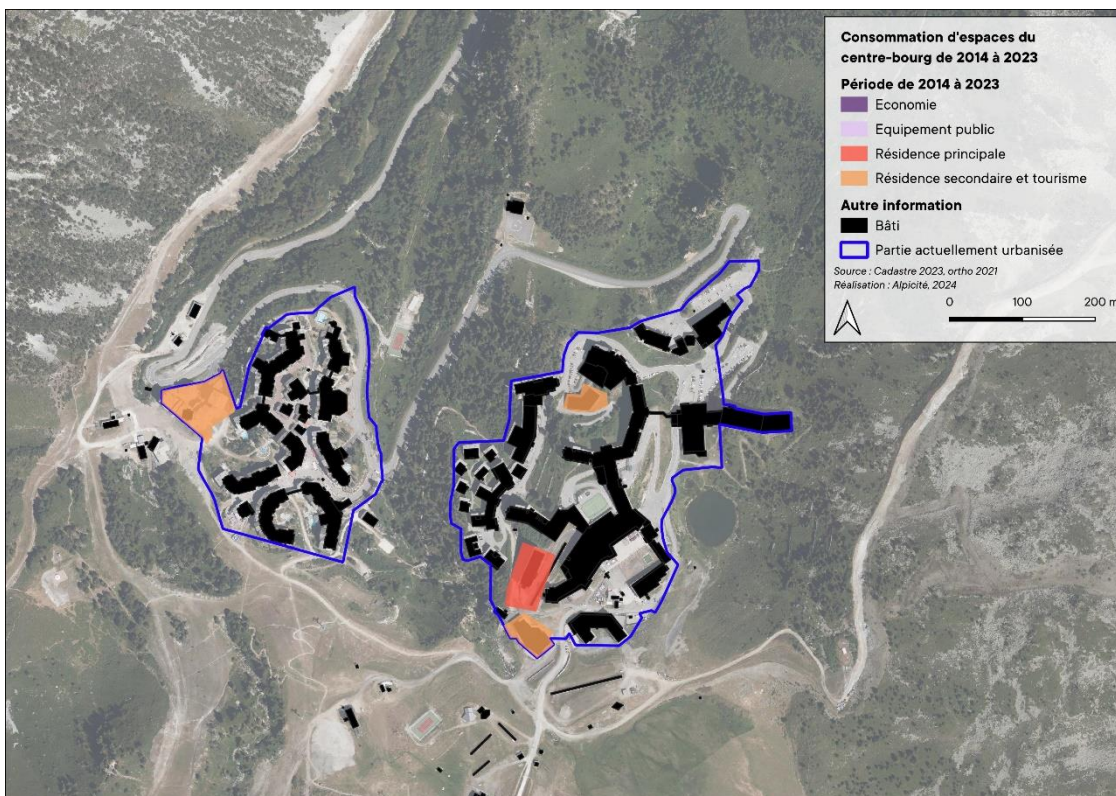 Consommation d'espaces du
centre-bourg de 2014 à 2023
Période de 2014 à 2023
Economie
Equipement public
Résidence principale
Résidence secondaire et tourisme
Autre information
Bâti
Partie actuellement urbanisée
Source : Cadastre 2023, ortho 2021
Réalisation : Alpicité, 2024
0 100 200 m